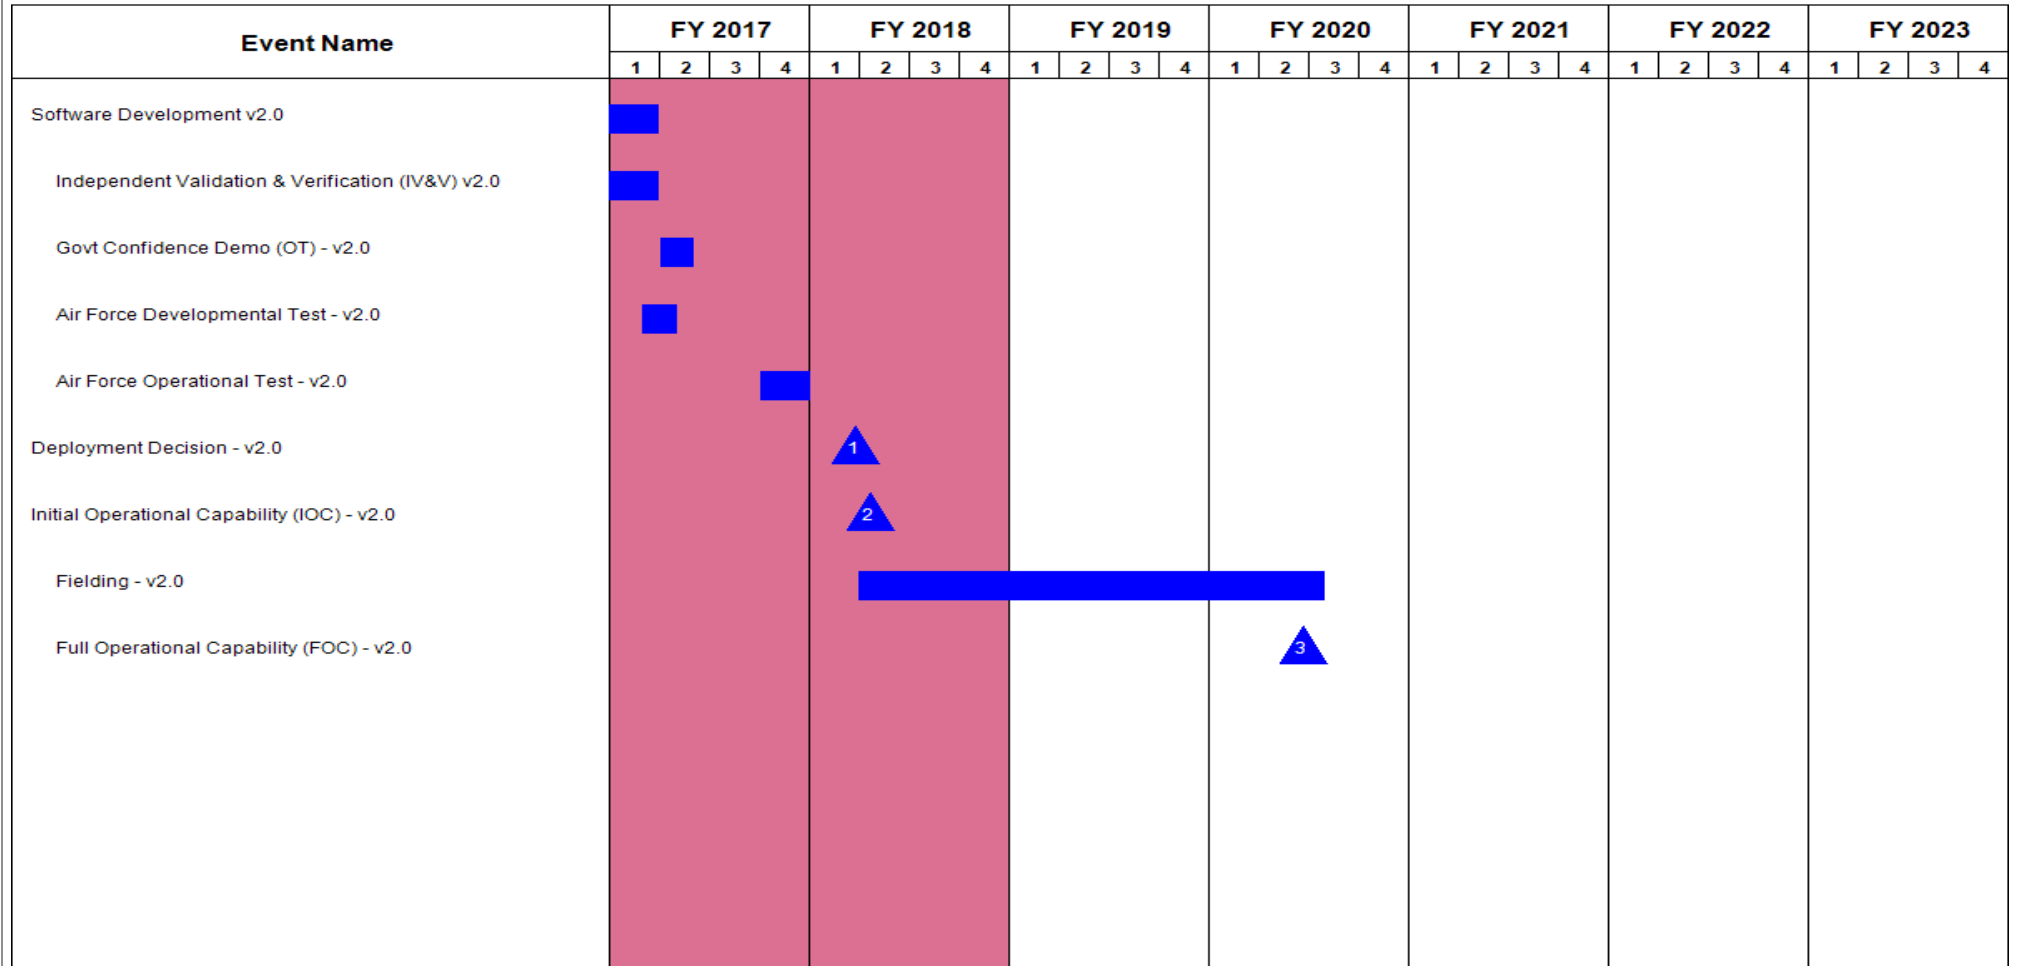 Event Name
FY 2017 FY 2018 FY 2019 FY 2020 FY 2021 FY 2022 FY 2023
1 2 3 4 1 2 3 4 1 2 3 4 1 2 3 4 1 2 3 4 1 2 3 4 1 2 3 4
Software Development v2.0
Independent Validation & Verification (IV&V) v2.0
Govt Confidence Demo (OT) - v2.0
Air Force Developmental Test - v2.0
Air Force Operational Test - v2.0
Deployment Decision - v2.0 1
Initial Operational Capability (IOC) - v2.0 2
Fielding - v2.0
Full Operational Capability (FOC) - v2.0 3